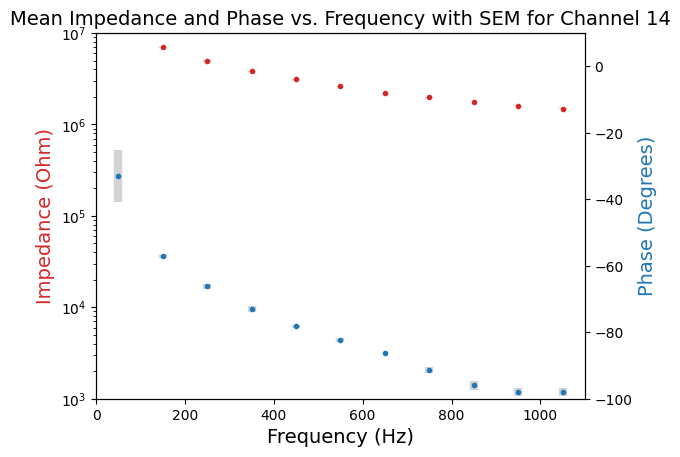 Mean Impedance and Phase vs. Frequency with SEM for Channel 14
10^7
10^6
10^5
10^4
10^3
Impedance (Ohm)
0
−20
−40
−60
−80
−100
Phase (Degrees)
0 200 400 600 800 1000
Frequency (Hz)